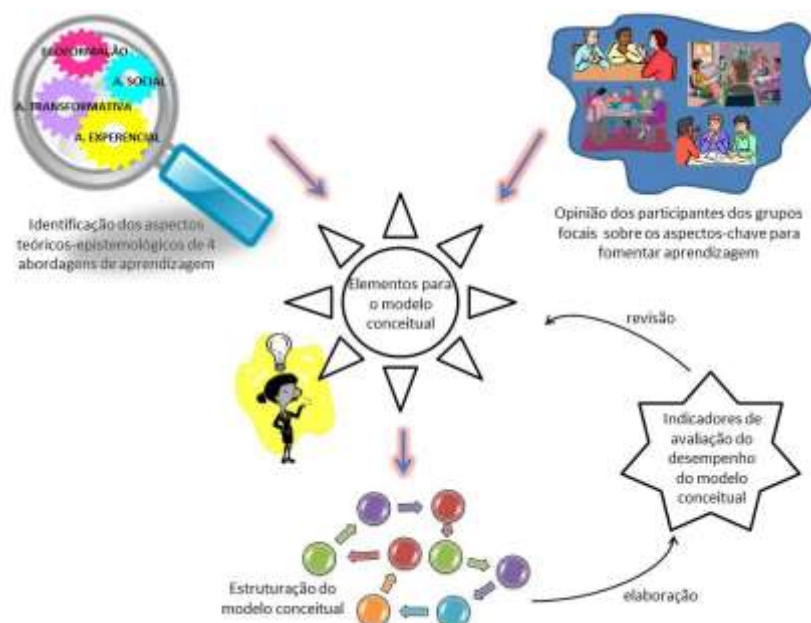 ECOFORMAÇÃO
A. SOCIAL
A. TRANSFORMATIVA
A. EXPERENCIAL
Identificação dos aspectos
teóricos-epistemológicos de 4
abordagens de aprendizagem
Opinião dos participantes dos grupos
focais sobre os aspectos-chave para
fomentar aprendizagem
Elementos para
o modelo
conceitual
revisão
Indicadores de
avaliação do
desempenho
do modelo
conceitual
Estruturação do
modelo conceitual
elaboração